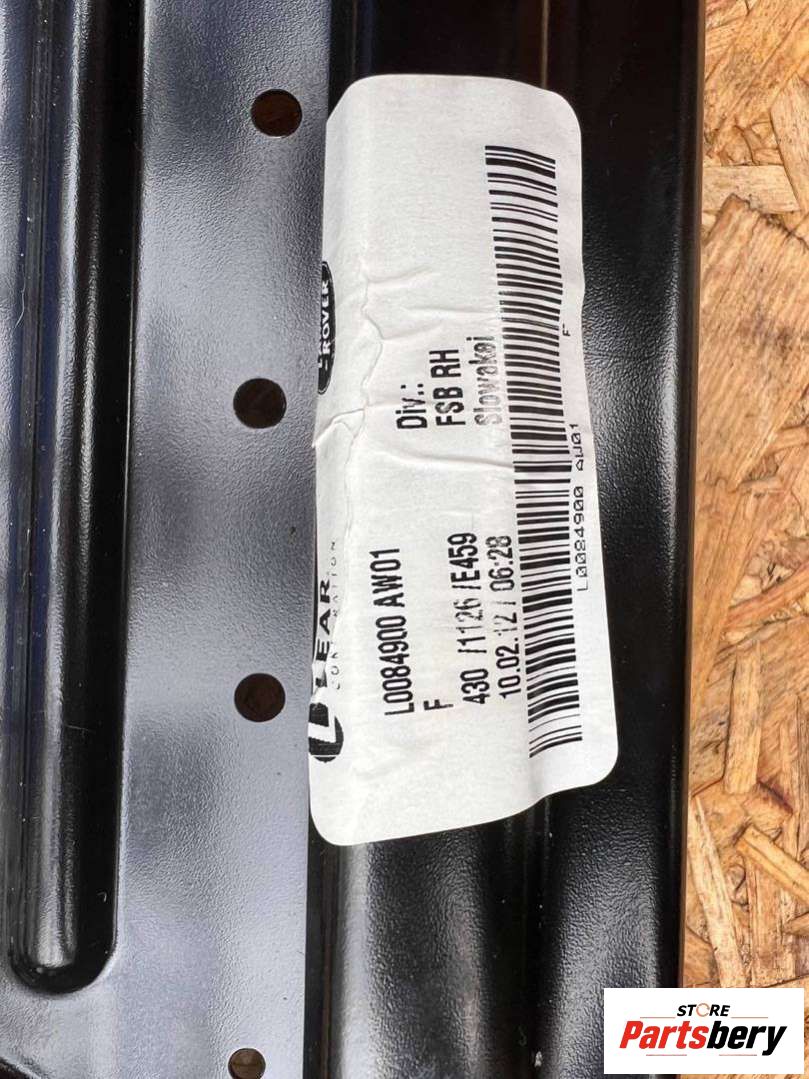 LEAR
CORPORATION
ROVER
L0084900 AW01
Div.:
F
FSB RH
430 /1126 /E459
Slowakei
10.02.12 / 06:28
F
L0084900 AW01
STORE
Partsbery